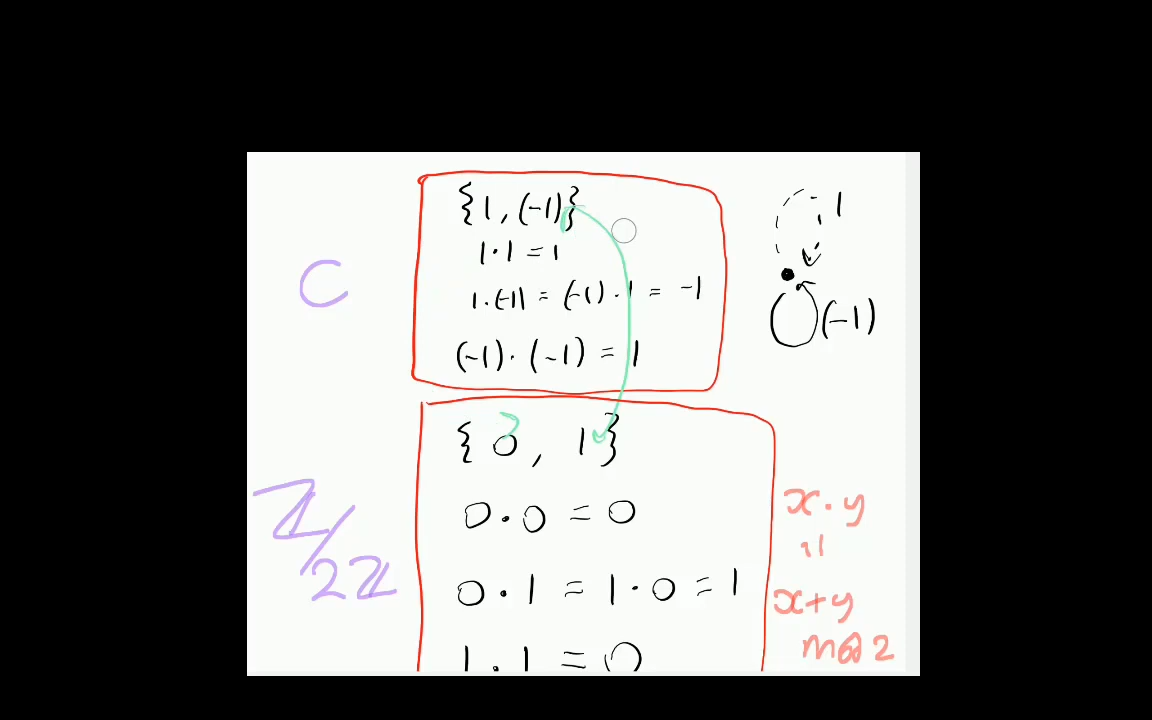 {1, (-1)}
1 · 1 = 1
1 · (-1) = (-1) · 1 = -1
(-1) · (-1) = 1
C
1
(-1)
{0, 1}
0 · 0 = 0
0 · 1 = 1 · 0 = 1
1 · 1 = 0
ℤ/2ℤ
x · y
x + y
mod 2